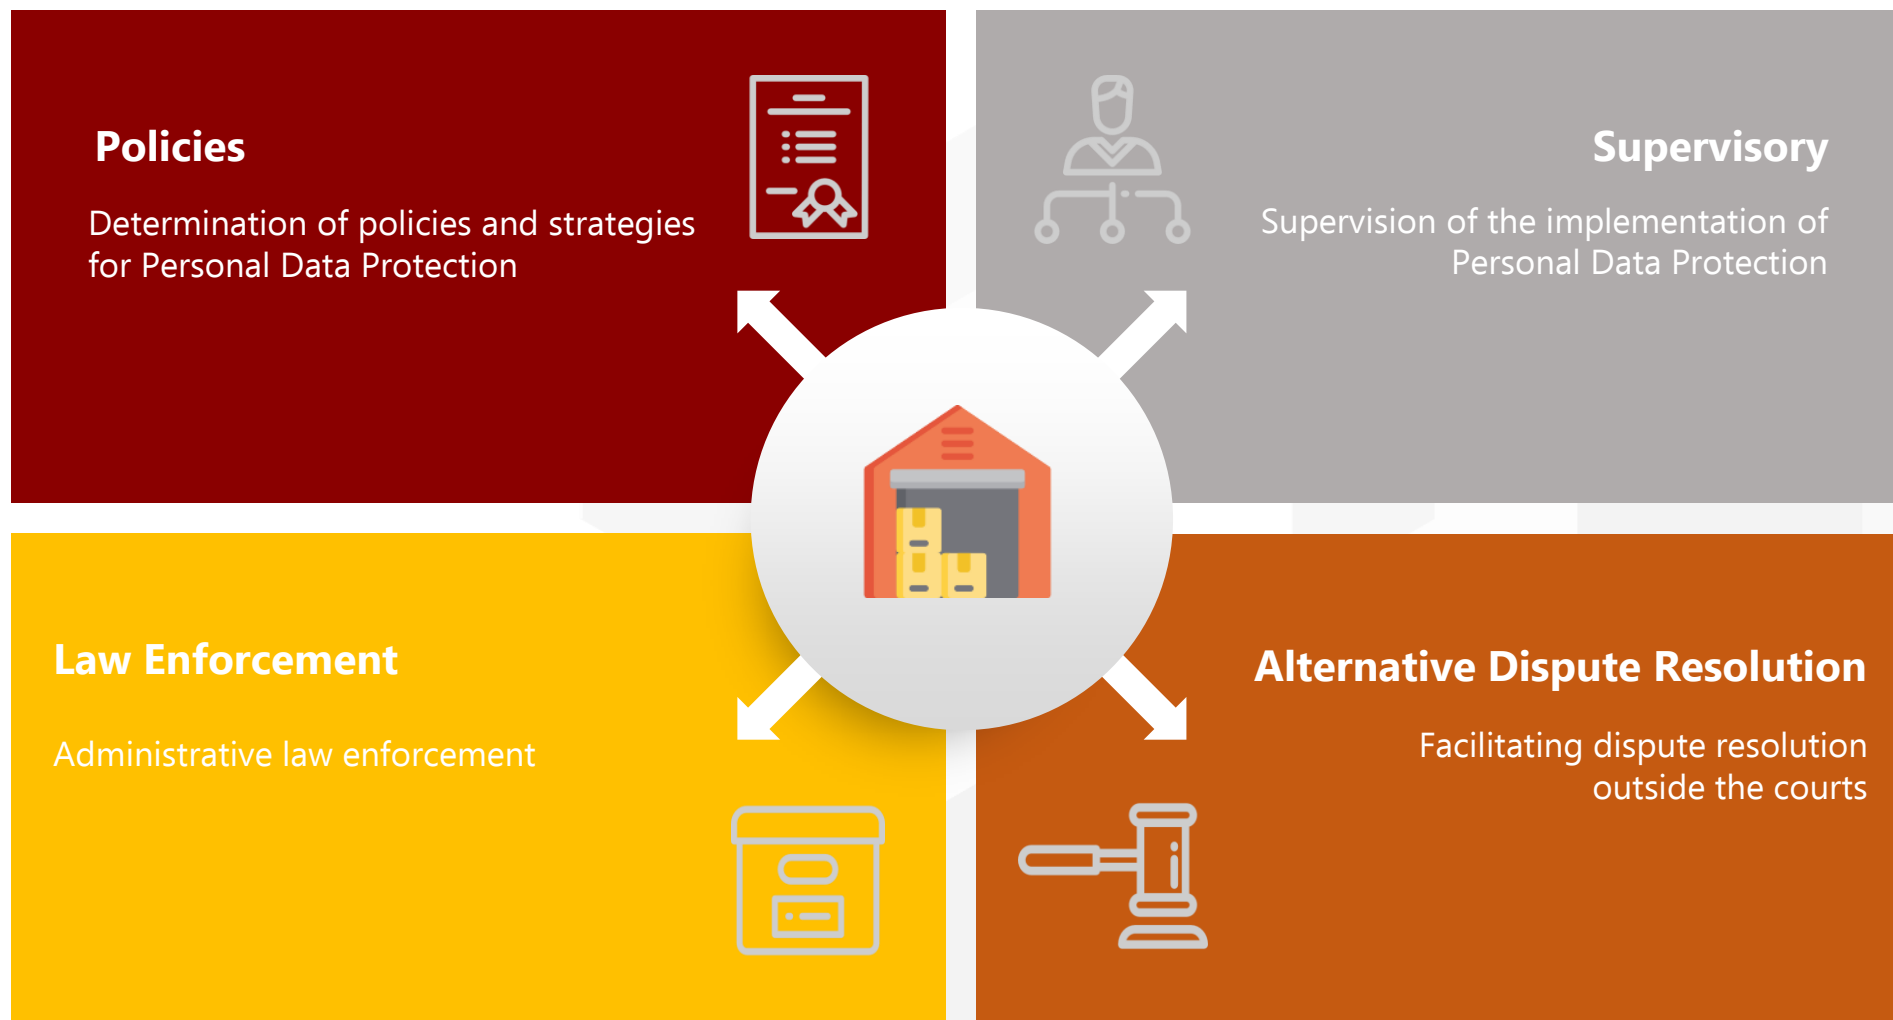 Policies
Determination of policies and strategies
for Personal Data Protection
Supervisory
Supervision of the implementation of
Personal Data Protection
Law Enforcement
Administrative law enforcement
Alternative Dispute Resolution
Facilitating dispute resolution
outside the courts